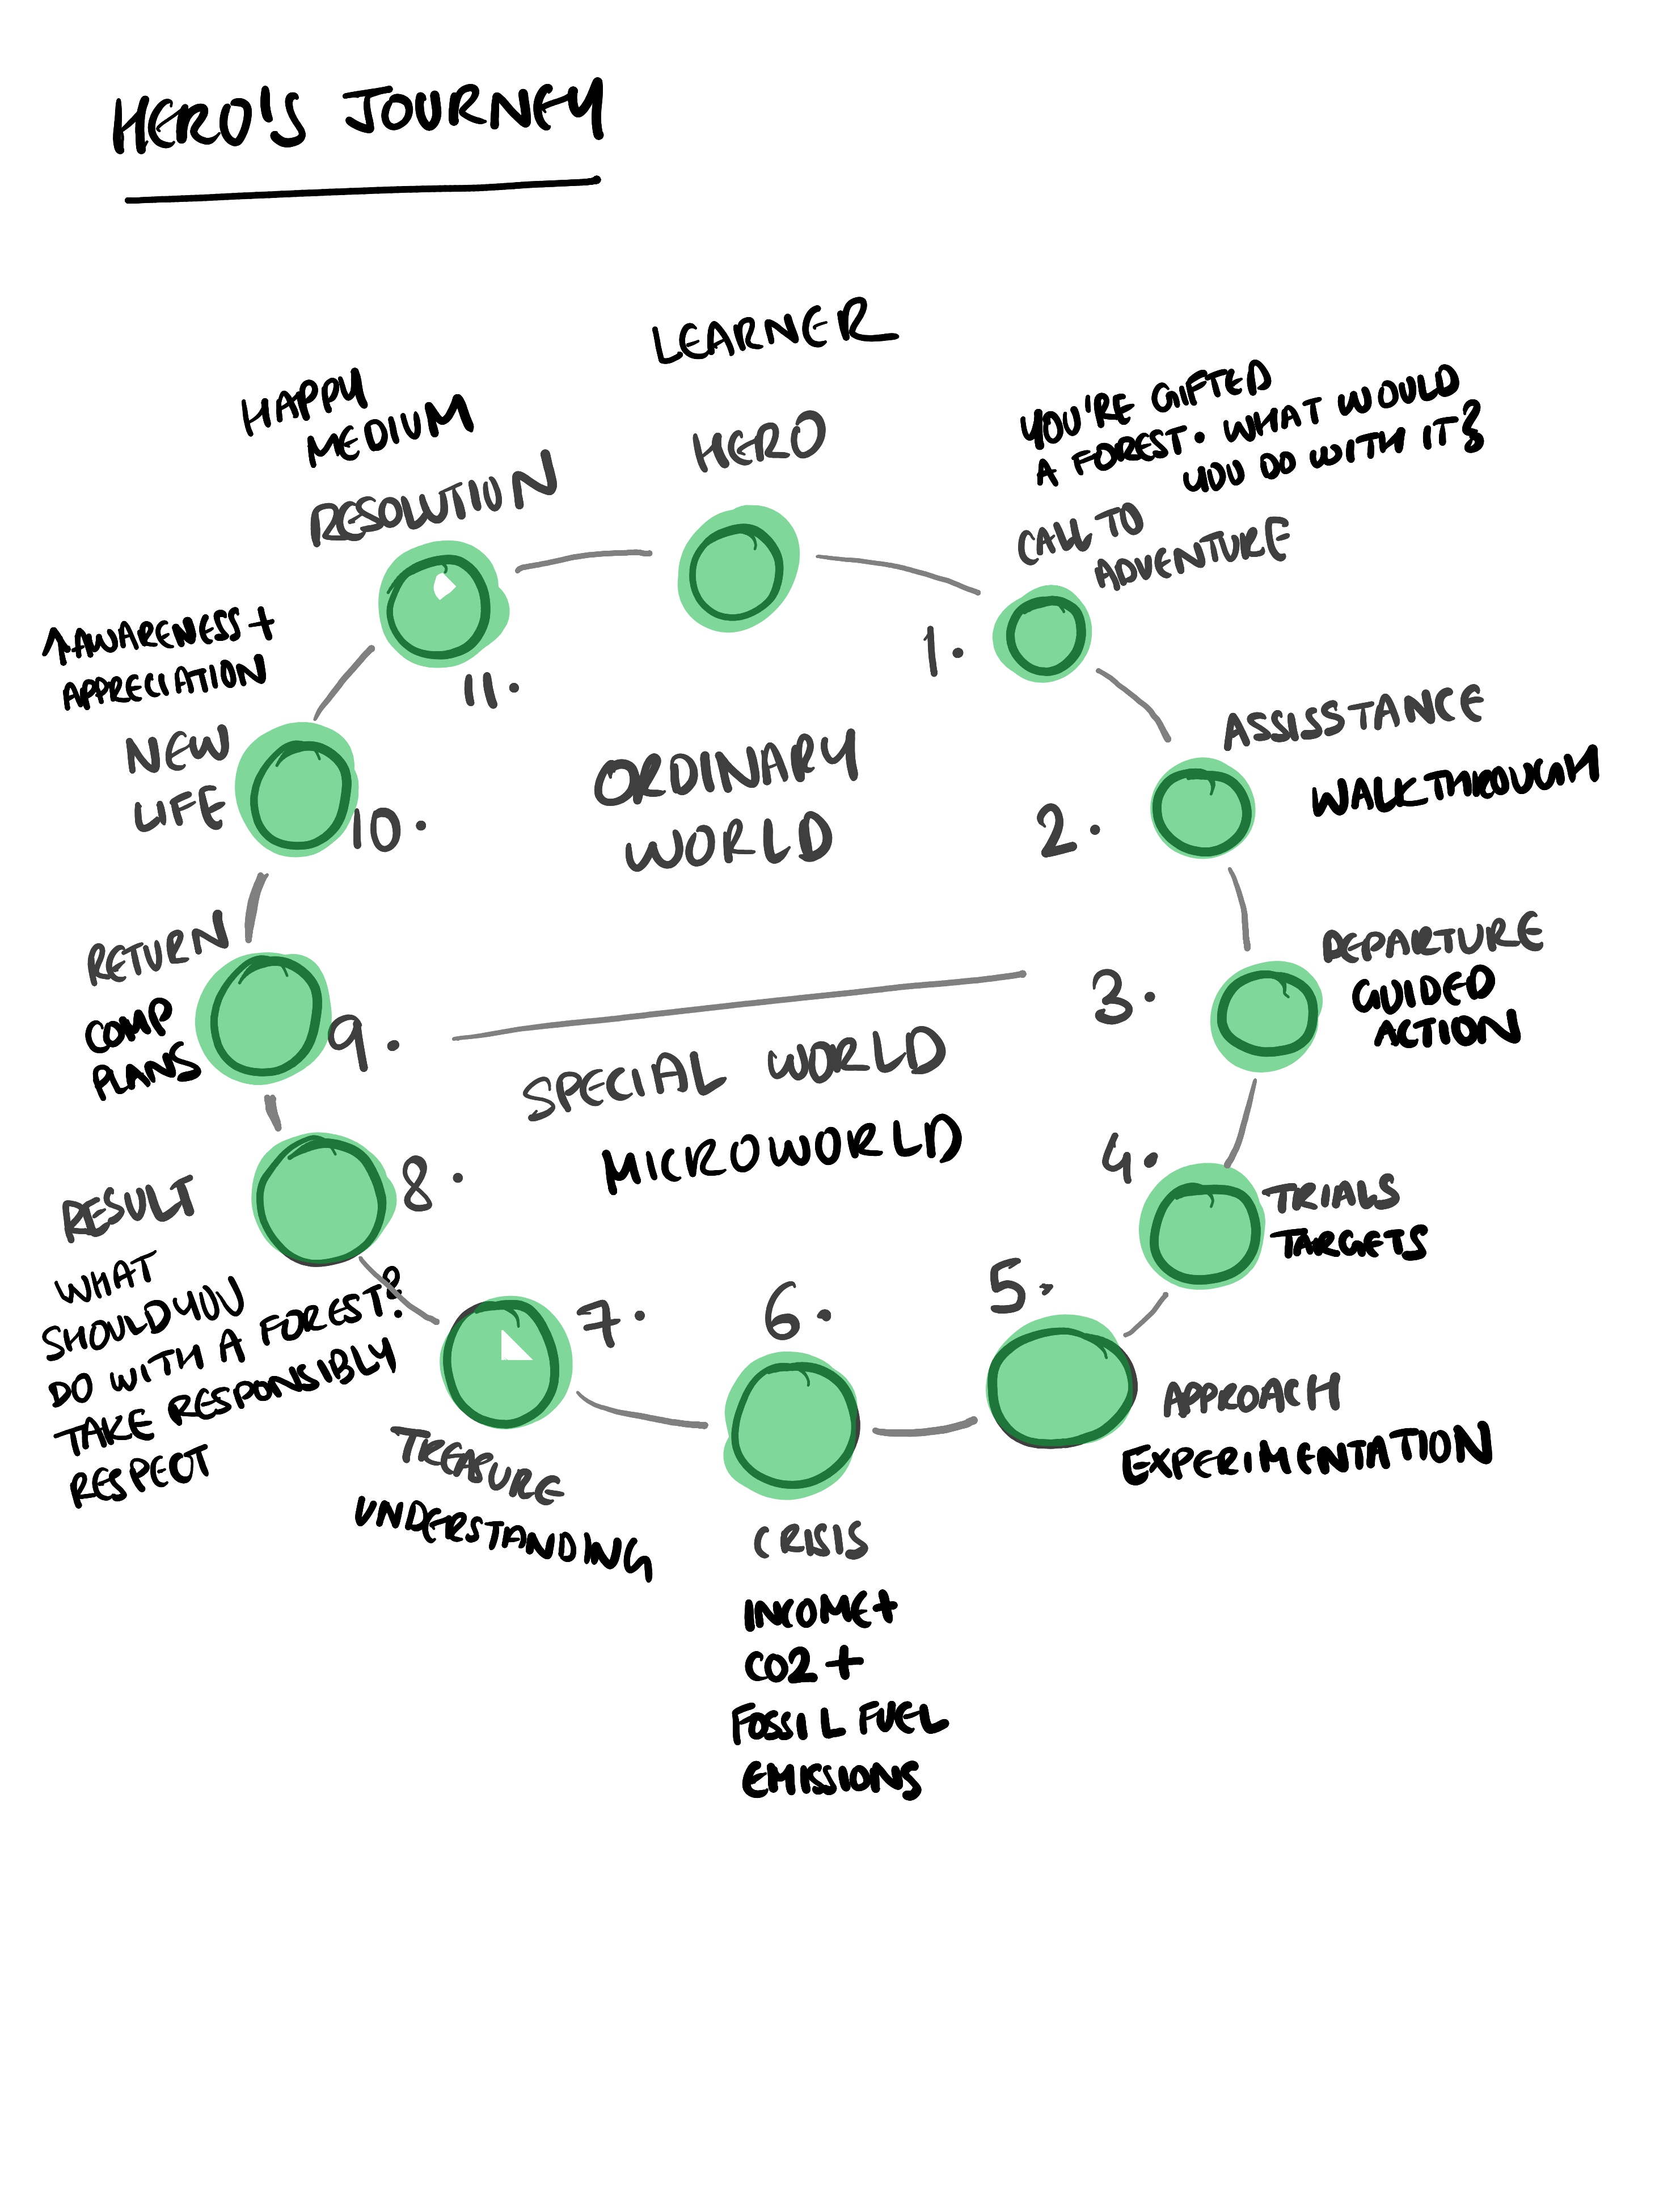 HERO'S JOURNEY
LEARNER
HERO
YOU'RE GIFTED
A FOREST. WHAT WOULD
YOU DO WITH IT?
CALL TO
ADVENTURE
1.
ASSISSTANCE
WALKTHROUGH
2.
DEPARTURE
GUIDED
ACTION
3.
4.
TRIALS
TARGETS
5.
APPROACH
EXPERIMENTATION
6.
CRISIS
INCOME+
CO2+
FOSSIL FUEL
EMISSIONS
7.
TREASURE
UNDERSTANDING
8.
RESULT
WHAT
SHOULD YOU
DO WITH A FOREST?
TAKE RESPONSIBLY
RESPECT
RETURN
COMP
PLANS
9.
↑AWARENESS+
APPRECIATION
NEW
LIFE
10.
HAPPY
MEDIUM
RESOLUTION
11.
ORDINARY
WORLD
SPECIAL WORLD
MICROWORLD